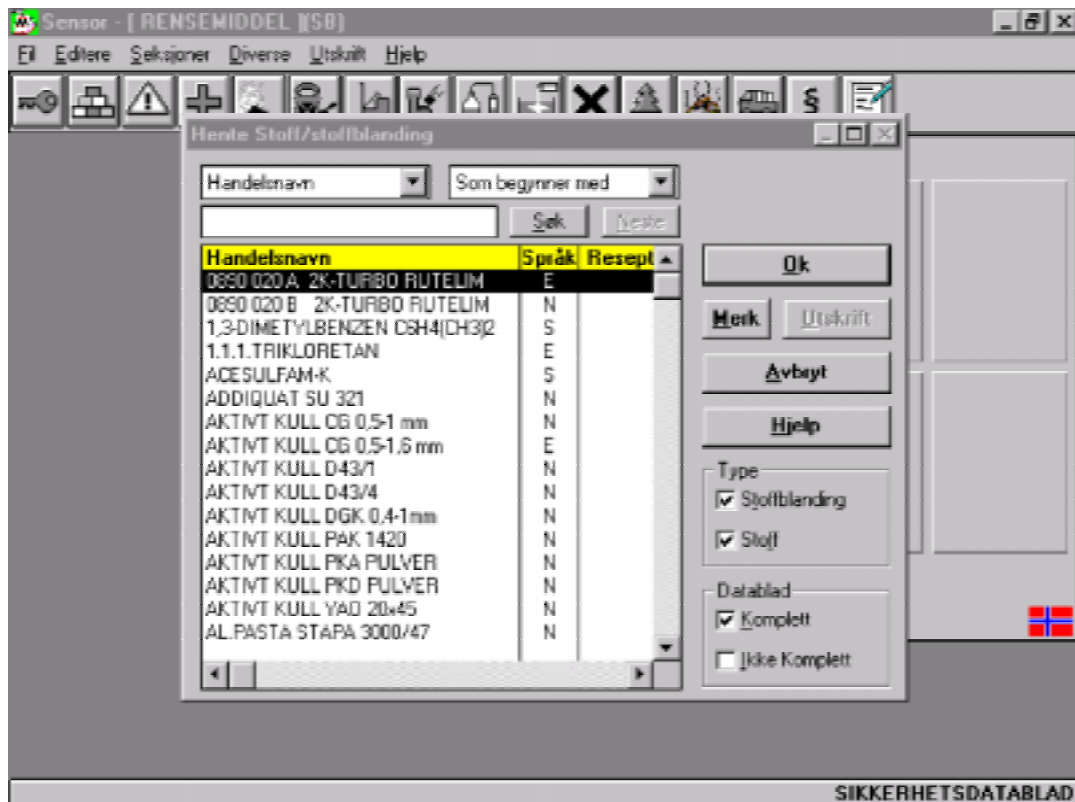 Sensor - [ RENSEMIDDEL ](SB)
Fil Editere Seksjoner Diverse Utskrift Hjelp
§
Hente Stoff/stoffblanding
Handelsnavn Som begynner med
Søk Neste
Handelsnavn Språk Resept
0890 020 A 2K-TURBO RUTELIM E
0890 020 B 2K-TURBO RUTELIM N
1,3-DIMETYLBENZEN C6H4(CH3)2 S
1.1.1.TRIKLORETAN E
ACESULFAM-K S
ADDIQUAT SU 321 N
AKTIVT KULL CG 0,5-1 mm N
AKTIVT KULL CG 0,5-1,6 mm E
AKTIVT KULL D43/1 N
AKTIVT KULL D43/4 N
AKTIVT KULL DGK 0,4-1mm N
AKTIVT KULL PAK 1420 N
AKTIVT KULL PKA PULVER N
AKTIVT KULL PKD PULVER N
AKTIVT KULL YAO 20x45 N
AL.PASTA STAPA 3000/47 N
Ok
Merk Utskrift
Avbryt
Hjelp
Type
Stoffblanding
Stoff
Datablad
Komplett
Ikke Komplett
SIKKERHETSDATABLAD